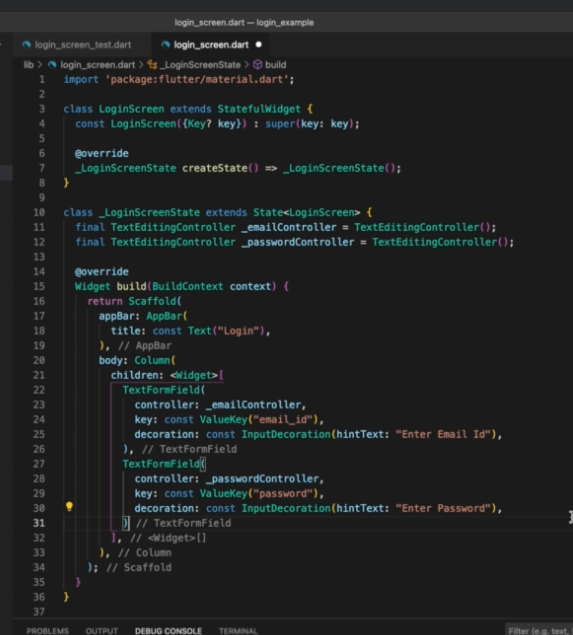 login_screen.dart — login_example
login_screen_test.dart login_screen.dart
lib > login_screen.dart > _LoginScreenState > build
1 import 'package:flutter/material.dart';
2
3 class LoginScreen extends StatefulWidget {
4 const LoginScreen({Key? key}) : super(key: key);
5
6 @override
7 _LoginScreenState createState() => _LoginScreenState();
8 }
9
10 class _LoginScreenState extends State<LoginScreen> {
11 final TextEditingController _emailController = TextEditingController();
12 final TextEditingController _passwordController = TextEditingController();
13
14 @override
15 Widget build(BuildContext context) {
16 return Scaffold(
17 appBar: AppBar(
18 title: const Text("Login"),
19 ), // AppBar
20 body: Column(
21 children: <Widget>[
22 TextFormField(
23 controller: _emailController,
24 key: const ValueKey("email_id"),
25 decoration: const InputDecoration(hintText: "Enter Email Id"),
26 ), // TextFormField
27 TextFormField(
28 controller: _passwordController,
29 key: const ValueKey("password"),
30 decoration: const InputDecoration(hintText: "Enter Password"),
31 ) // TextFormField
32 ], // <Widget>[]
33 ), // Column
34 ); // Scaffold
35 }
36 }
37
PROBLEMS OUTPUT DEBUG CONSOLE TERMINAL Filter (e.g. text,